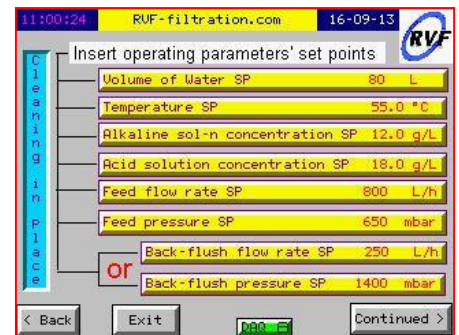 11:00:24 RVF-filtration.com 16-09-13
RVF
Insert operating parameters' set points
Cleaning in Place
Volume of Water SP 80 L
Temperature SP 55.0 °C
Alkaline sol-n concentration SP 12.0 g/L
Acid solution concentration SP 18.0 g/L
Feed flow rate SP 800 L/h
Feed pressure SP 650 mbar
or
Back-flush flow rate SP 250 L/h
Back-flush pressure SP 1400 mbar
< Back Exit DAQ Continued >